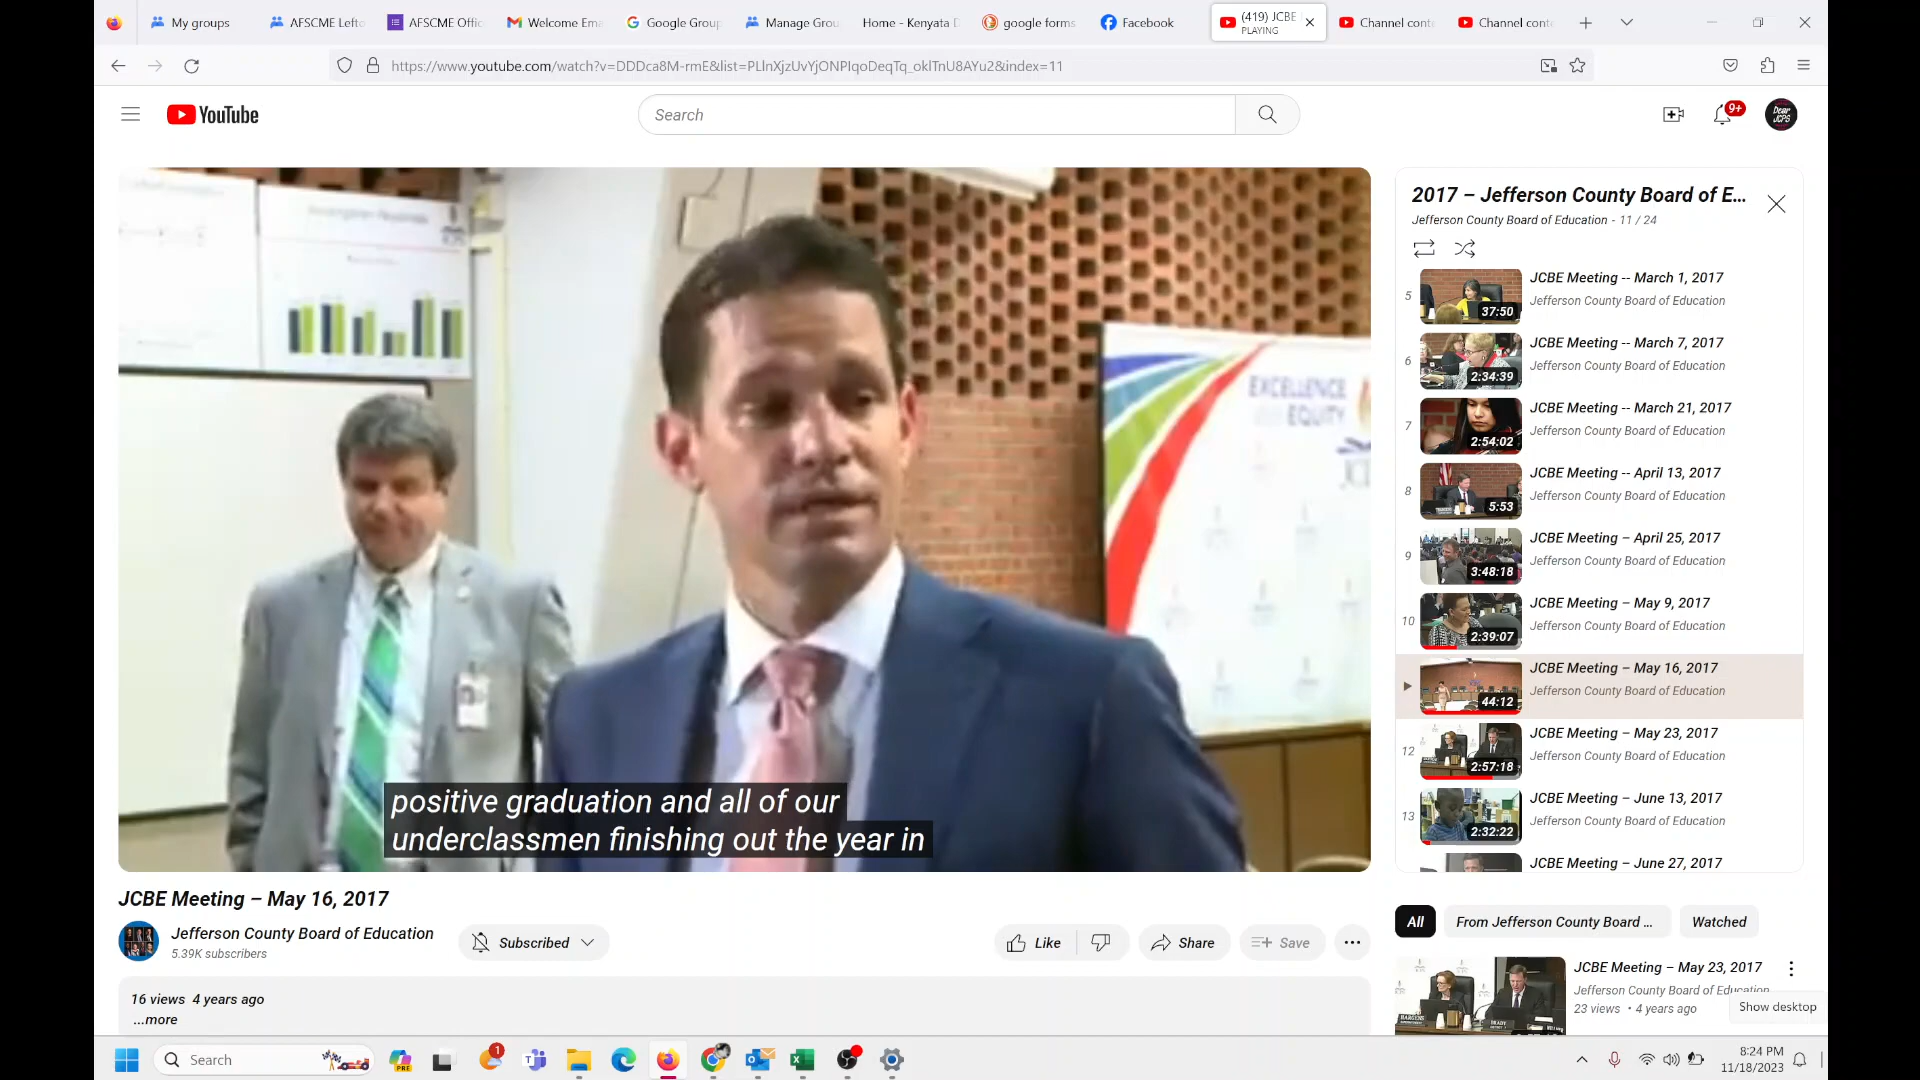 My groups
AFSCME Lefto
AFSCME Offic
Welcome Ema
Google Group
Manage Grou
Home - Kenyata D
google forms
Facebook
(419) JCBE
PLAYING
Channel conte
Channel conte
https://www.youtube.com/watch?v=DDDca8M-rmE&list=PLlnXjzUvYjONPIqoDeqTq_oklTnU8AYu2&index=11
YouTube
Search
9+
Dear
JCPS
EXCELLENCE
EQUITY
positive graduation and all of our
underclassmen finishing out the year in
JCBE Meeting – May 16, 2017
Jefferson County Board of Education
5.39K subscribers
Subscribed
Like
Share
Save
16 views 4 years ago
...more
2017 – Jefferson County Board of E...
Jefferson County Board of Education - 11 / 24
5
37:50
JCBE Meeting -- March 1, 2017
Jefferson County Board of Education
6
2:34:39
JCBE Meeting -- March 7, 2017
Jefferson County Board of Education
7
2:54:02
JCBE Meeting -- March 21, 2017
Jefferson County Board of Education
8
5:53
JCBE Meeting -- April 13, 2017
Jefferson County Board of Education
9
3:48:18
JCBE Meeting – April 25, 2017
Jefferson County Board of Education
10
2:39:07
JCBE Meeting – May 9, 2017
Jefferson County Board of Education
44:12
JCBE Meeting – May 16, 2017
Jefferson County Board of Education
12
2:57:18
JCBE Meeting – May 23, 2017
Jefferson County Board of Education
13
2:32:22
JCBE Meeting – June 13, 2017
Jefferson County Board of Education
JCBE Meeting – June 27, 2017
All
From Jefferson County Board ...
Watched
JCBE Meeting – May 23, 2017
Jefferson County Board of Education
23 views • 4 years ago
Show desktop
Search
PRE
1
8:24 PM
11/18/2023